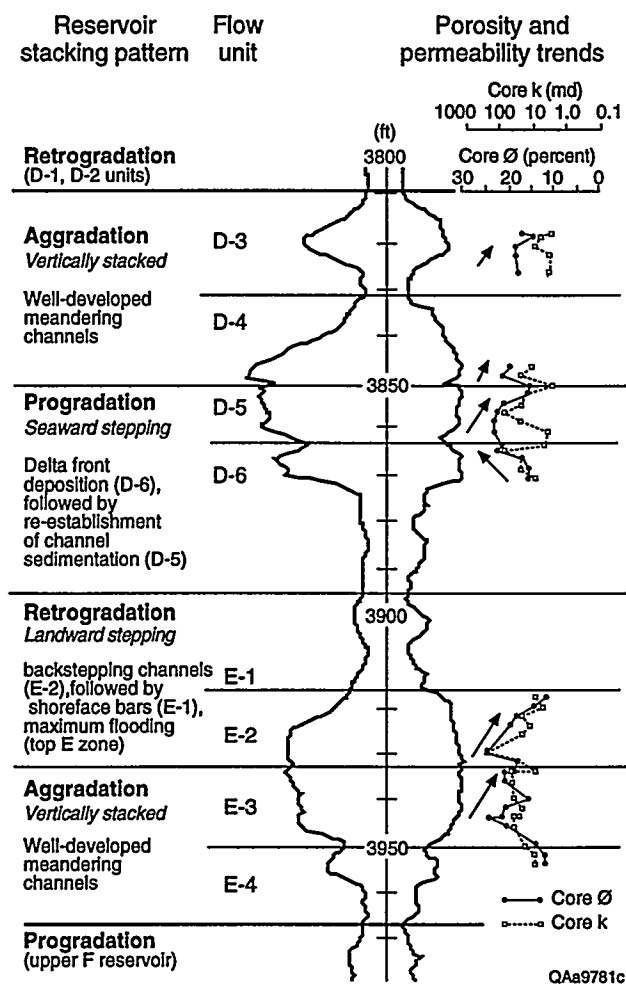 Reservoir
stacking pattern
Flow
unit
Porosity and
permeability trends
Core k (md)
1000 100 10 1.0 0.1
(ft)
3800
Core Ø (percent)
30 20 10 0
Retrogradation
(D-1, D-2 units)
Aggradation
Vertically stacked
D-3
Well-developed
meandering
channels
D-4
3850
Progradation
Seaward stepping
D-5
Delta front
deposition (D-6),
followed by
re-establishment
of channel
sedimentation (D-5)
D-6
3900
Retrogradation
Landward stepping
backstepping channels
(E-2),followed by
shoreface bars (E-1),
maximum flooding
(top E zone)
E-1
E-2
Aggradation
Vertically stacked
E-3
Well-developed
meandering
channels
3950
E-4
Core Ø
Core k
Progradation
(upper F reservoir)
QAa9781c